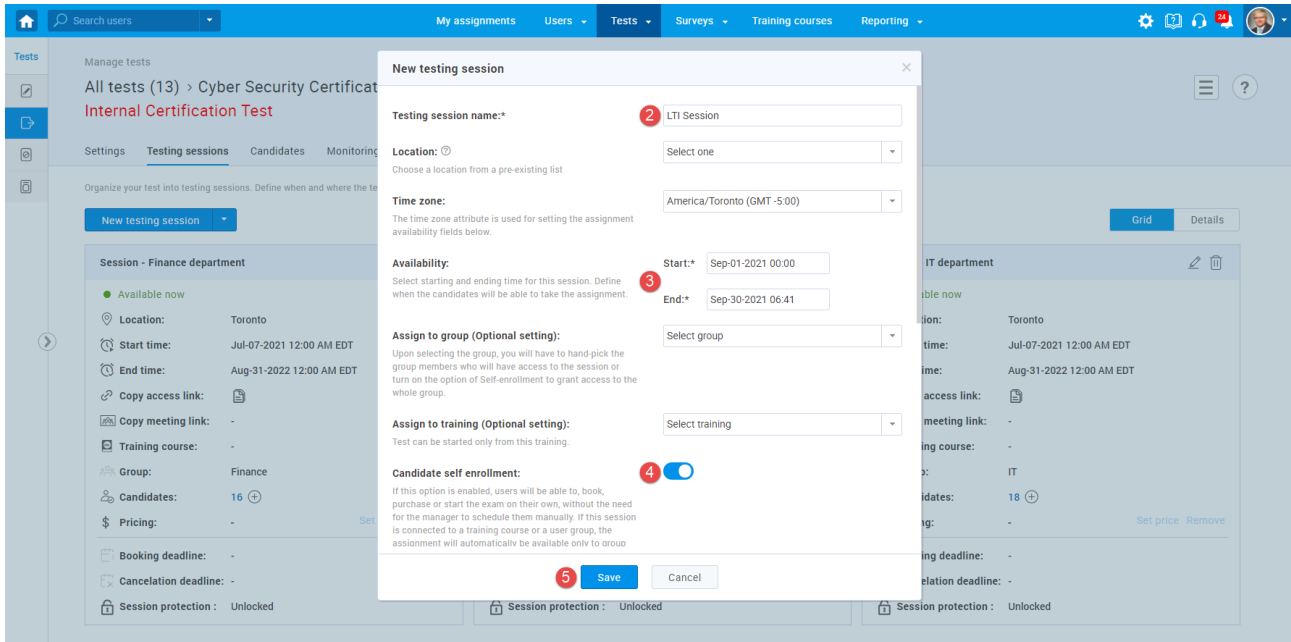 Search users
My assignments
Users
Tests
Surveys
Training courses
Reporting
24
Tests
Manage tests
All tests (13) › Cyber Security Certificat
Internal Certification Test
?
Settings
Testing sessions
Candidates
Monitoring
Organize your test into testing sessions. Define when and where the te
New testing session
Grid
Details
Session - Finance department
Available now
Location: Toronto
Start time: Jul-07-2021 12:00 AM EDT
End time: Aug-31-2022 12:00 AM EDT
Copy access link:
Copy meeting link: -
Training course: -
Group: Finance
Candidates: 16
$ Pricing: - Set
Booking deadline: -
Cancelation deadline: -
Session protection : Unlocked
New testing session
Testing session name:*
2
LTI Session
Location:
Select one
Choose a location from a pre-existing list
Time zone:
America/Toronto (GMT -5:00)
The time zone attribute is used for setting the assignment
availability fields below.
Availability:
Start:* Sep-01-2021 00:00
Select starting and ending time for this session. Define
when the candidates will be able to take the assignment.
3
End:* Sep-30-2021 06:41
Assign to group (Optional setting):
Select group
Upon selecting the group, you will have to hand-pick the
group members who will have access to the session or
turn on the option of Self-enrollment to grant access to the
whole group.
Assign to training (Optional setting):
Select training
Test can be started only from this training.
Candidate self enrollment:
4
If this option is enabled, users will be able to, book,
purchase or start the exam on their own, without the need
for the manager to schedule them manually. If this session
is connected to a training course or a user group, the
assignment will automatically be available only to group
5
Save
Cancel
Session protection : Unlocked
IT department
able now
tion: Toronto
time: Jul-07-2021 12:00 AM EDT
ime: Aug-31-2022 12:00 AM EDT
access link:
meeting link: -
ing course: -
p: IT
idates: 18
ng: - Set price Remove
ing deadline: -
elation deadline: -
Session protection : Unlocked